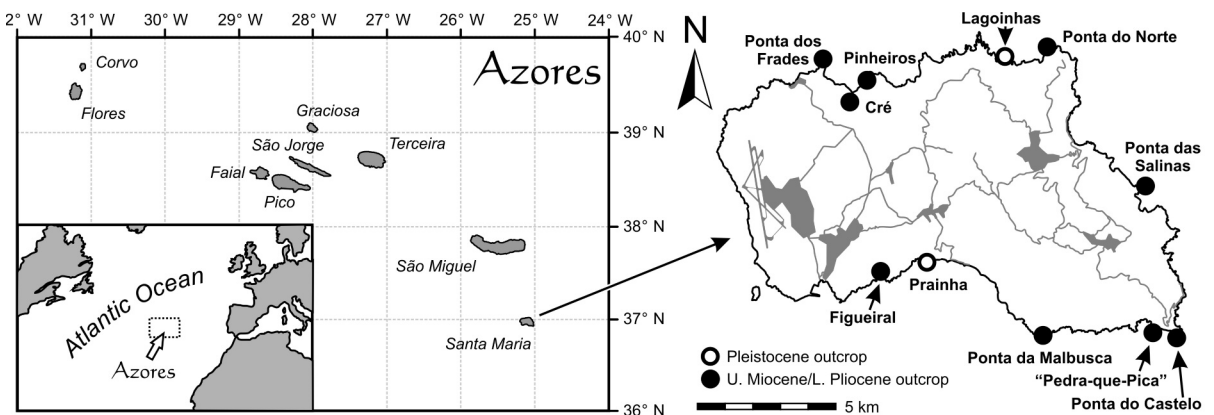 32° W 31° W 30° W 29° W 28° W 27° W 26° W 25° W 24° W
40° N
39° N
38° N
37° N
36° N
Azores
Corvo
Flores
Graciosa
São Jorge
Terceira
Faial
Pico
São Miguel
Santa Maria
Atlantic Ocean
Azores
N
Lagoinhas
Ponta dos
Frades
Pinheiros
Ponta do Norte
Cré
Ponta das
Salinas
Prainha
Figueiral
Ponta da Malbusca
“Pedra-que-Pica”
Ponta do Castelo
Pleistocene outcrop
U. Miocene/L. Pliocene outcrop
5 km